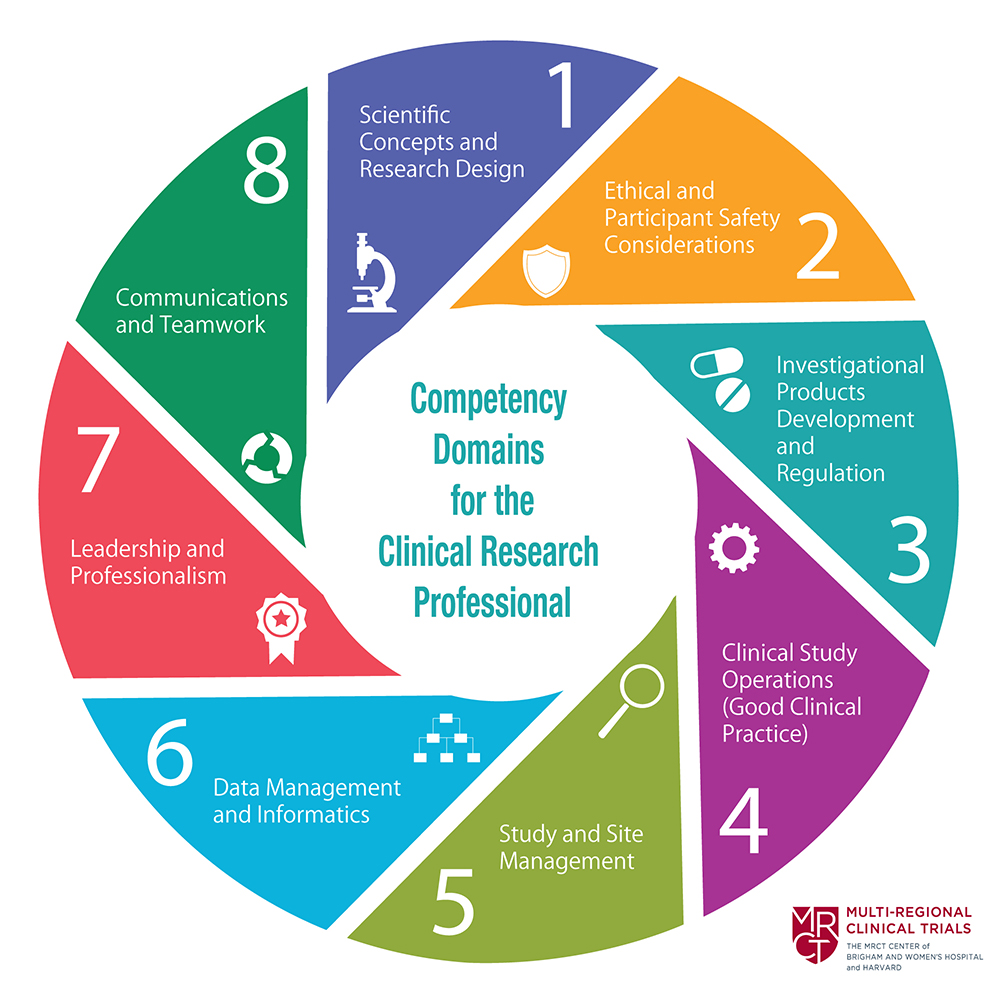 1
Scientific
Concepts and
Research Design
2
Ethical and
Participant Safety
Considerations
3
Investigational
Products
Development
and
Regulation
4
Clinical Study
Operations
(Good Clinical
Practice)
5
Study and Site
Management
6
Data Management
and Informatics
7
Leadership and
Professionalism
8
Communications
and Teamwork
Competency
Domains
for the
Clinical Research
Professional
MR
CT
MULTI-REGIONAL
CLINICAL TRIALS
THE MRCT CENTER of
BRIGHAM AND WOMEN'S HOSPITAL
and HARVARD